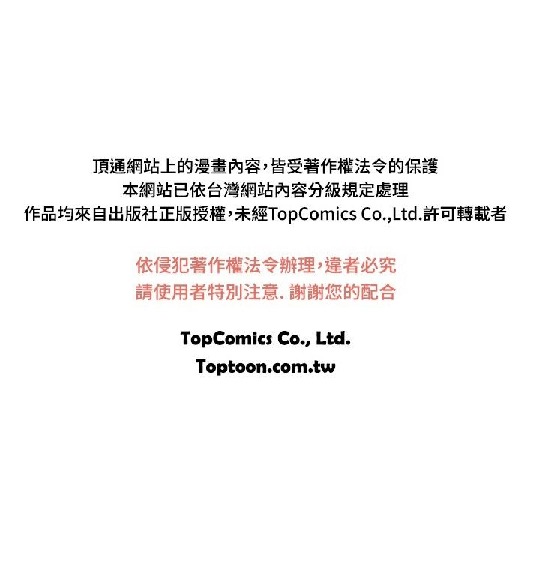 頂通網站上的漫畫內容,皆受著作權法令的保護
本網站已依台灣網站內容分級規定處理
作品均來自出版社正版授權,未經TopComics Co.,Ltd.許可轉載者
依侵犯著作權法令辦理,違者必究
請使用者特別注意. 謝謝您的配合
TopComics Co., Ltd.
Toptoon.com.tw